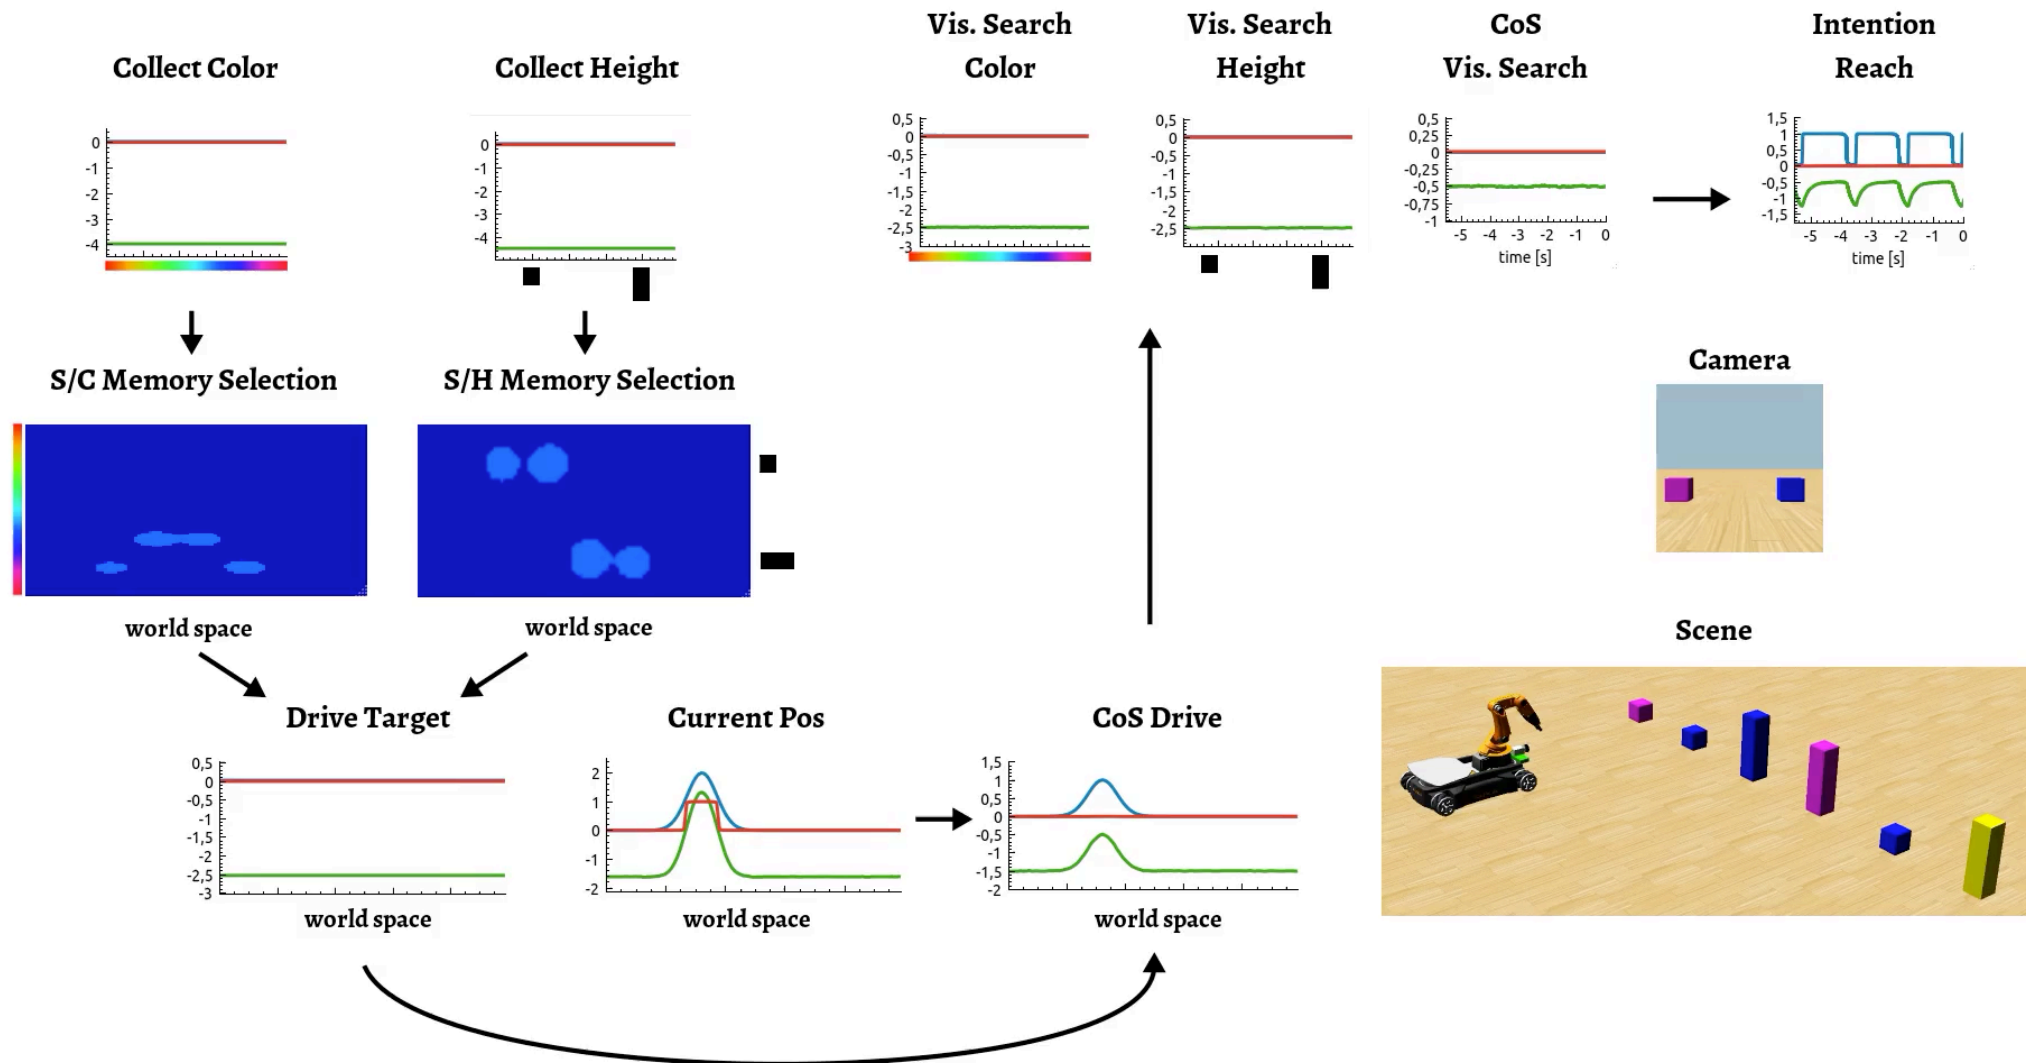 Collect Color
0
-1
-2
-3
-4
Collect Height
0
-1
-2
-3
-4
Vis. Search
Color
0,5
0
-0,5
-1
-1,5
-2
-2,5
-3
Vis. Search
Height
0,5
0
-0,5
-1
-1,5
-2
-2,5
CoS
Vis. Search
0,5
0,25
0
-0,25
-0,5
-0,75
-1
-5 -4 -3 -2 -1 0
time [s]
Intention
Reach
1,5
1
0,5
0
-0,5
-1
-1,5
-5 -4 -3 -2 -1 0
time [s]
S/C Memory Selection
world space
S/H Memory Selection
world space
Camera
Scene
Drive Target
0,5
0
-0,5
-1
-1,5
-2
-2,5
-3
world space
Current Pos
2
1
0
-1
-2
world space
CoS Drive
1,5
1
0,5
0
-0,5
-1
-1,5
-2
world space